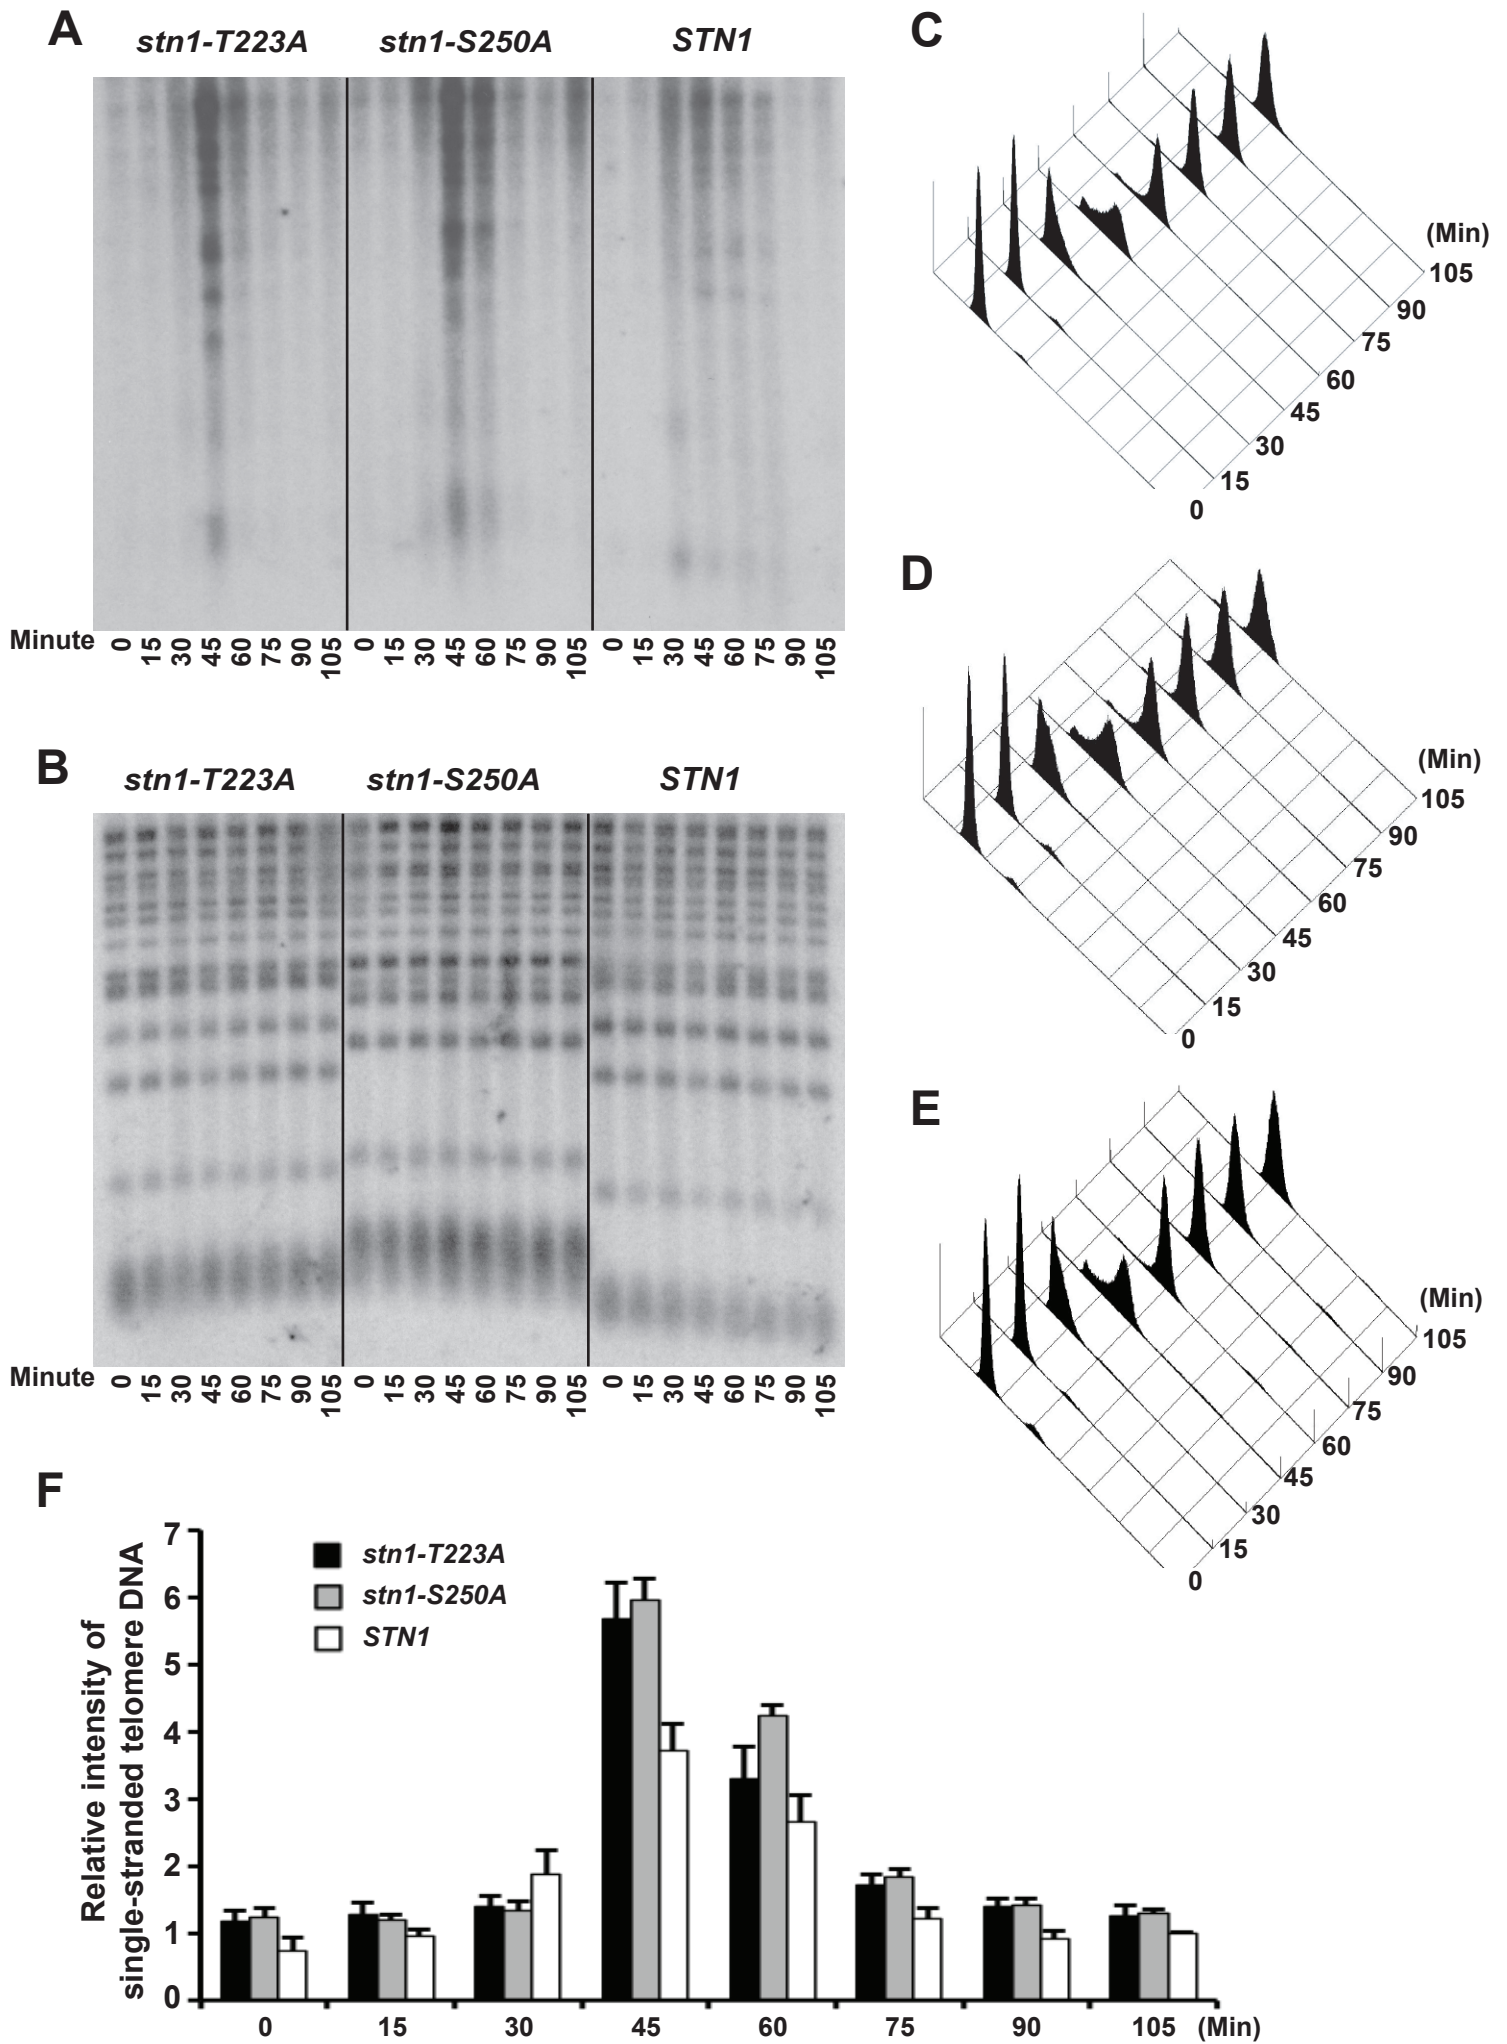 A
stn1-T223A stn1-S250A STN1
Minute 0 15 30 45 60 75 90 105 0 15 30 45 60 75 90 105 0 15 30 45 60 75 90 105
B
stn1-T223A stn1-S250A STN1
Minute 0 15 30 45 60 75 90 105 0 15 30 45 60 75 90 105 0 15 30 45 60 75 90 105
C
(Min)
105
90
75
60
45
30
15
0
D
(Min)
105
90
75
60
45
30
15
0
E
(Min)
105
90
75
60
45
30
15
0
F
Relative intensity of
single-stranded telomere DNA
7
6
5
4
3
2
1
0
stn1-T223A
stn1-S250A
STN1
0 15 30 45 60 75 90 105 (Min)